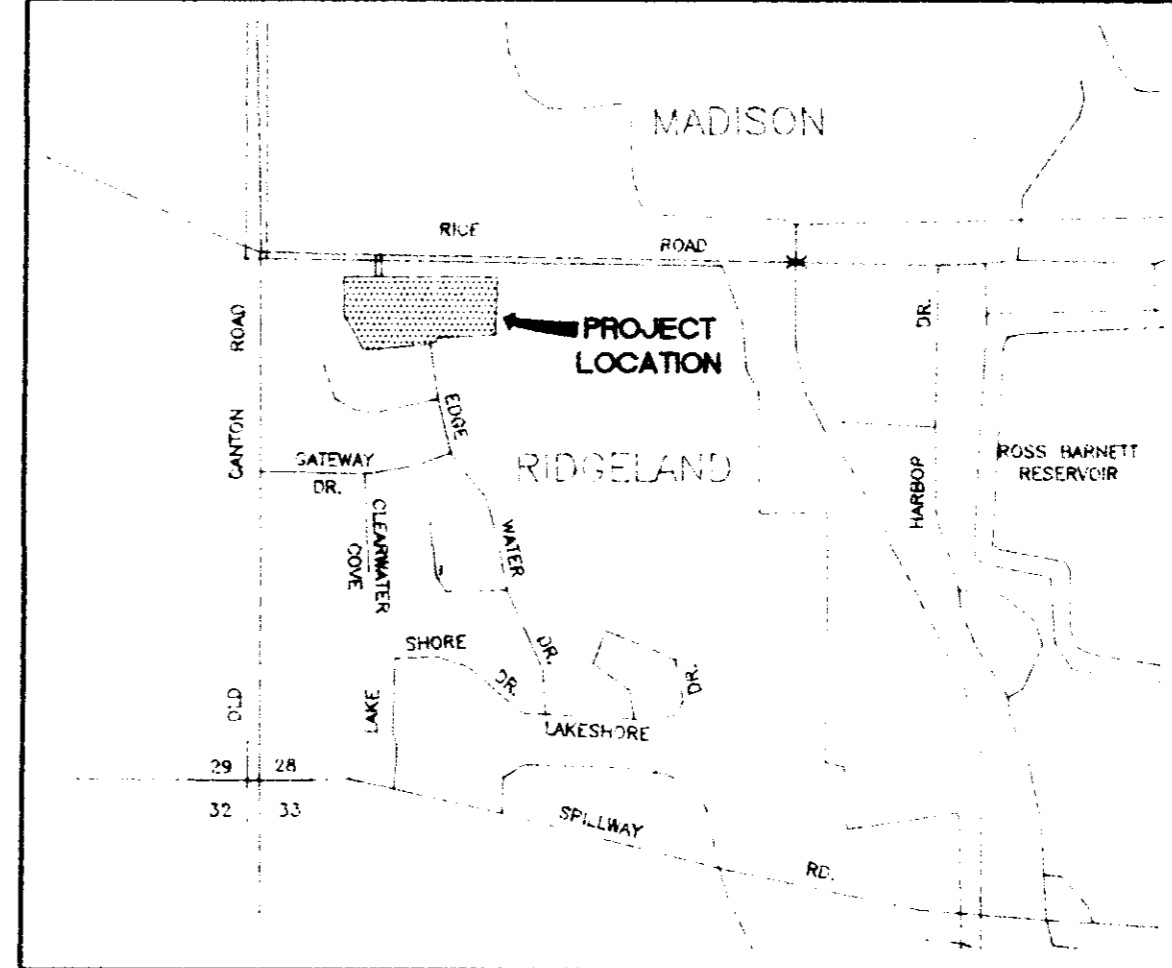 MADISON
RICE ROAD
PROJECT
LOCATION
OLD CANTON ROAD
EDGE WATER DR.
GATEWAY
DR.
CLEARWATER
COVE
RIDGELAND
HARBOR DR.
ROSS BARNETT
RESERVOIR
LAKE SHORE DR.
LAKESHORE DR.
29 28
32 33
SPILLWAY RD.